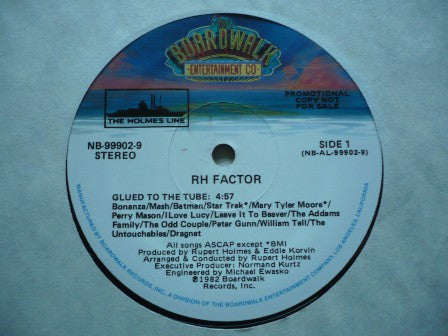 The
BOARDWALK
ENTERTAINMENT CO
PROMOTIONAL
COPY NOT
FOR SALE
THE HOLMES LINE
NB-99902-9
STEREO
SIDE 1
(NB-AL-99902-9)
RH FACTOR
GLUED TO THE TUBE: 4:57
Bonanza/Mash/Batman/Star Trek*/Mary Tyler Moore*/
Perry Mason/I Love Lucy/Leave It To Beaver/The Addams
Family/The Odd Couple/Peter Gunn/William Tell/The
Untouchables/Dragnet
All songs ASCAP except *BMI
Produced by Rupert Holmes & Eddie Korvin
Arranged & Conducted by Rupert Holmes
Executive Producer: Normand Kurtz
Engineered by Michael Ewasko
℗1982 Boardwalk
Records, Inc.
BOARDWALK RECORDS, INC., A DIVISION OF THE BOARDWALK ENTERTAINMENT COMPANY, LOS ANGELES, CALIFORNIA